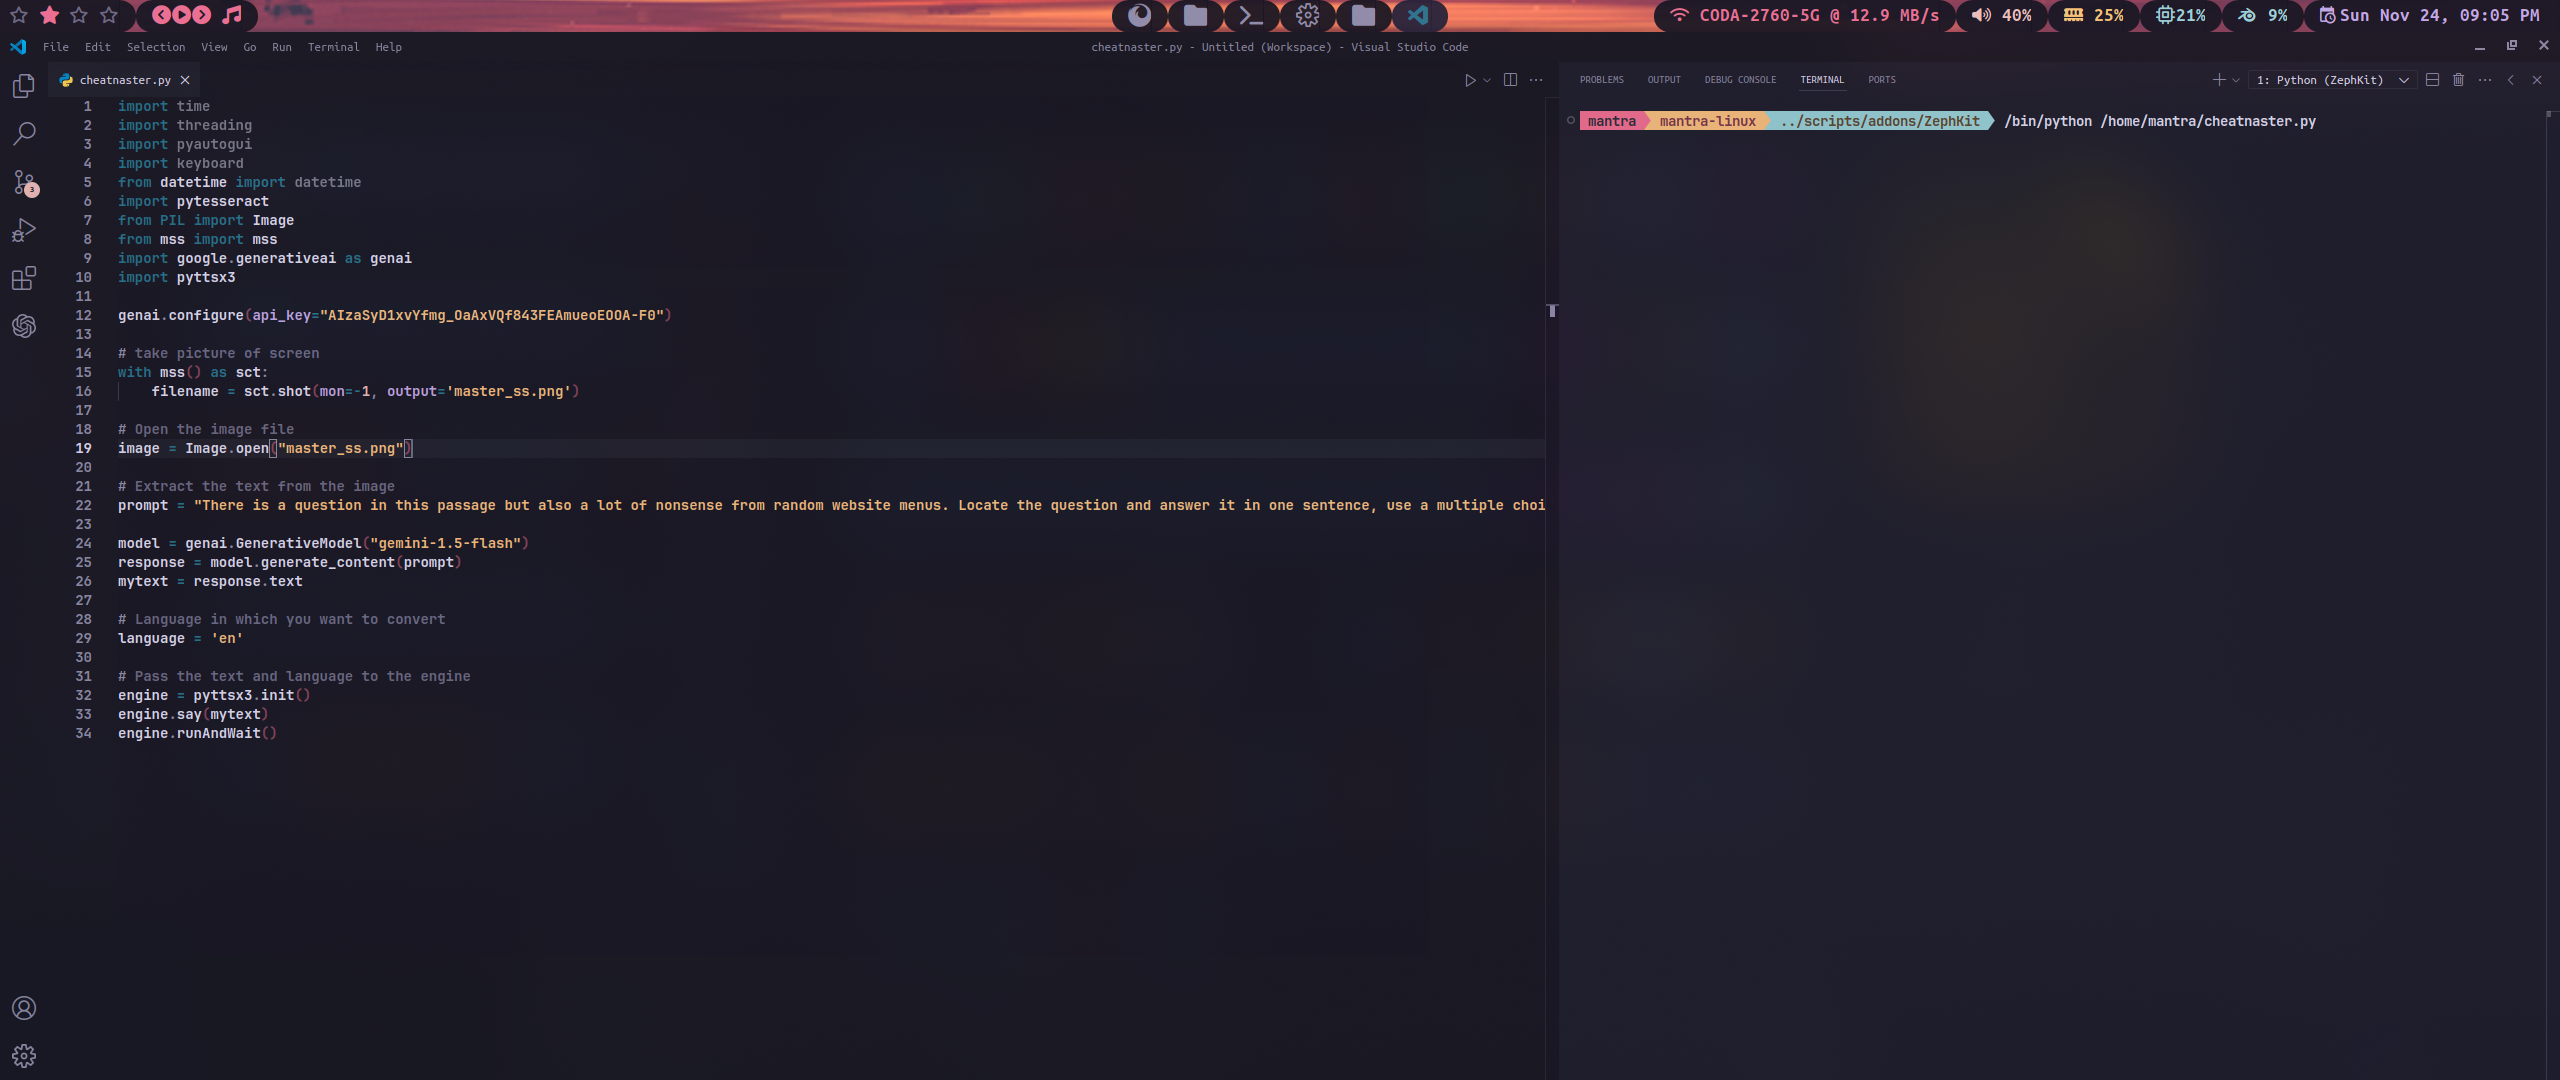 CODA-2760-5G @ 12.9 MB/s
40%
25%
21%
9%
Sun Nov 24, 09:05 PM
File Edit Selection View Go Run Terminal Help
cheatnaster.py - Untitled (Workspace) - Visual Studio Code
cheatnaster.py
3
1 import time
2 import threading
3 import pyautogui
4 import keyboard
5 from datetime import datetime
6 import pytesseract
7 from PIL import Image
8 from mss import mss
9 import google.generativeai as genai
10 import pyttsx3
11
12 genai.configure(api_key="AIzaSyD1xvYfmg_OaAxVQf843FEAmueoEOOA-F0")
13
14 # take picture of screen
15 with mss() as sct:
16 filename = sct.shot(mon=-1, output='master_ss.png')
17
18 # Open the image file
19 image = Image.open("master_ss.png")
20
21 # Extract the text from the image
22 prompt = "There is a question in this passage but also a lot of nonsense from random website menus. Locate the question and answer it in one sentence, use a multiple choi
23
24 model = genai.GenerativeModel("gemini-1.5-flash")
25 response = model.generate_content(prompt)
26 mytext = response.text
27
28 # Language in which you want to convert
29 language = 'en'
30
31 # Pass the text and language to the engine
32 engine = pyttsx3.init()
33 engine.say(mytext)
34 engine.runAndWait()
PROBLEMS OUTPUT DEBUG CONSOLE TERMINAL PORTS
1: Python (ZephKit)
mantra mantra-linux ../scripts/addons/ZephKit /bin/python /home/mantra/cheatnaster.py